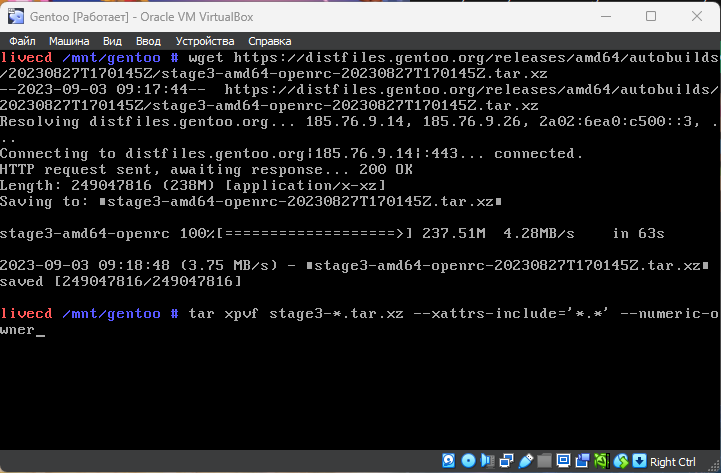 Gentoo [Работает] - Oracle VM VirtualBox
Файл Машина Вид Ввод Устройства Справка
livecd /mnt/gentoo # wget https://distfiles.gentoo.org/releases/amd64/autobuilds
/20230827T170145Z/stage3-amd64-openrc-20230827T170145Z.tar.xz
--2023-09-03 09:17:44--  https://distfiles.gentoo.org/releases/amd64/autobuilds/
20230827T170145Z/stage3-amd64-openrc-20230827T170145Z.tar.xz
Resolving distfiles.gentoo.org... 185.76.9.14, 185.76.9.26, 2a02:6ea0:c500::3, .
..
Connecting to distfiles.gentoo.org|185.76.9.14|:443... connected.
HTTP request sent, awaiting response... 200 OK
Length: 249047816 (238M) [application/x-xz]
Saving to: ■stage3-amd64-openrc-20230827T170145Z.tar.xz■
stage3-amd64-openrc 100%[===================>] 237.51M  4.28MB/s    in 63s
2023-09-03 09:18:48 (3.75 MB/s) - ■stage3-amd64-openrc-20230827T170145Z.tar.xz■
saved [249047816/249047816]
livecd /mnt/gentoo # tar xpvf stage3-*.tar.xz --xattrs-include='*.*' --numeric-o
wner_
Right Ctrl